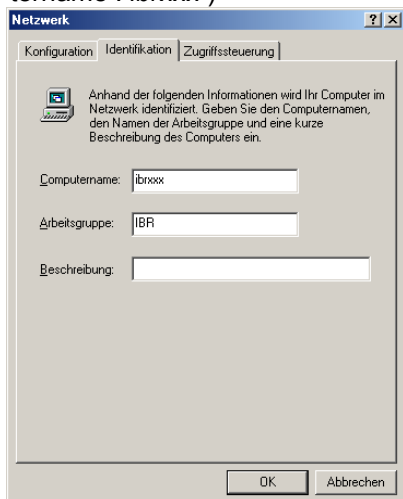 Netzwerk
Konfiguration Identifikation Zugriffssteuerung
Anhand der folgenden Informationen wird Ihr Computer im
Netzwerk identifiziert. Geben Sie den Computernamen,
den Namen der Arbeitsgruppe und eine kurze
Beschreibung des Computers ein.
Computername: ibrxxx
Arbeitsgruppe: IBR
Beschreibung:
OK Abbrechen